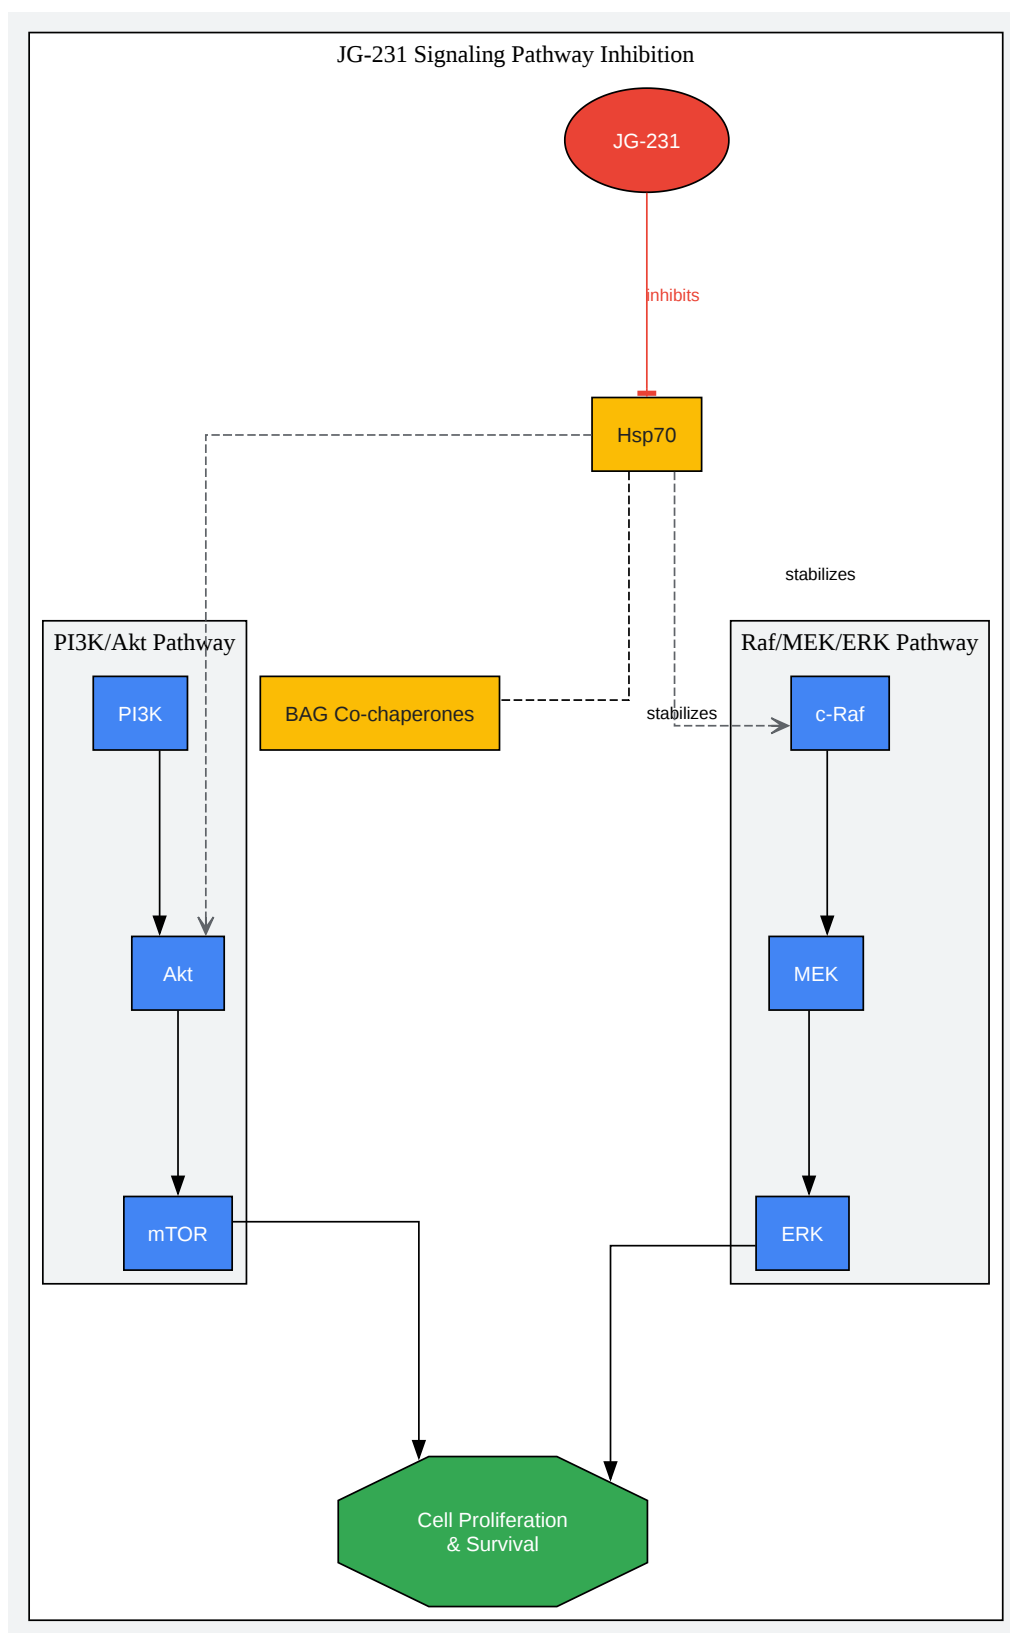 JG-231 Signaling Pathway Inhibition
JG-231
inhibits
Hsp70
stabilizes
PI3K/Akt Pathway
Raf/MEK/ERK Pathway
PI3K
BAG Co-chaperones
stabilizes
c-Raf
Akt
MEK
mTOR
ERK
Cell Proliferation
& Survival